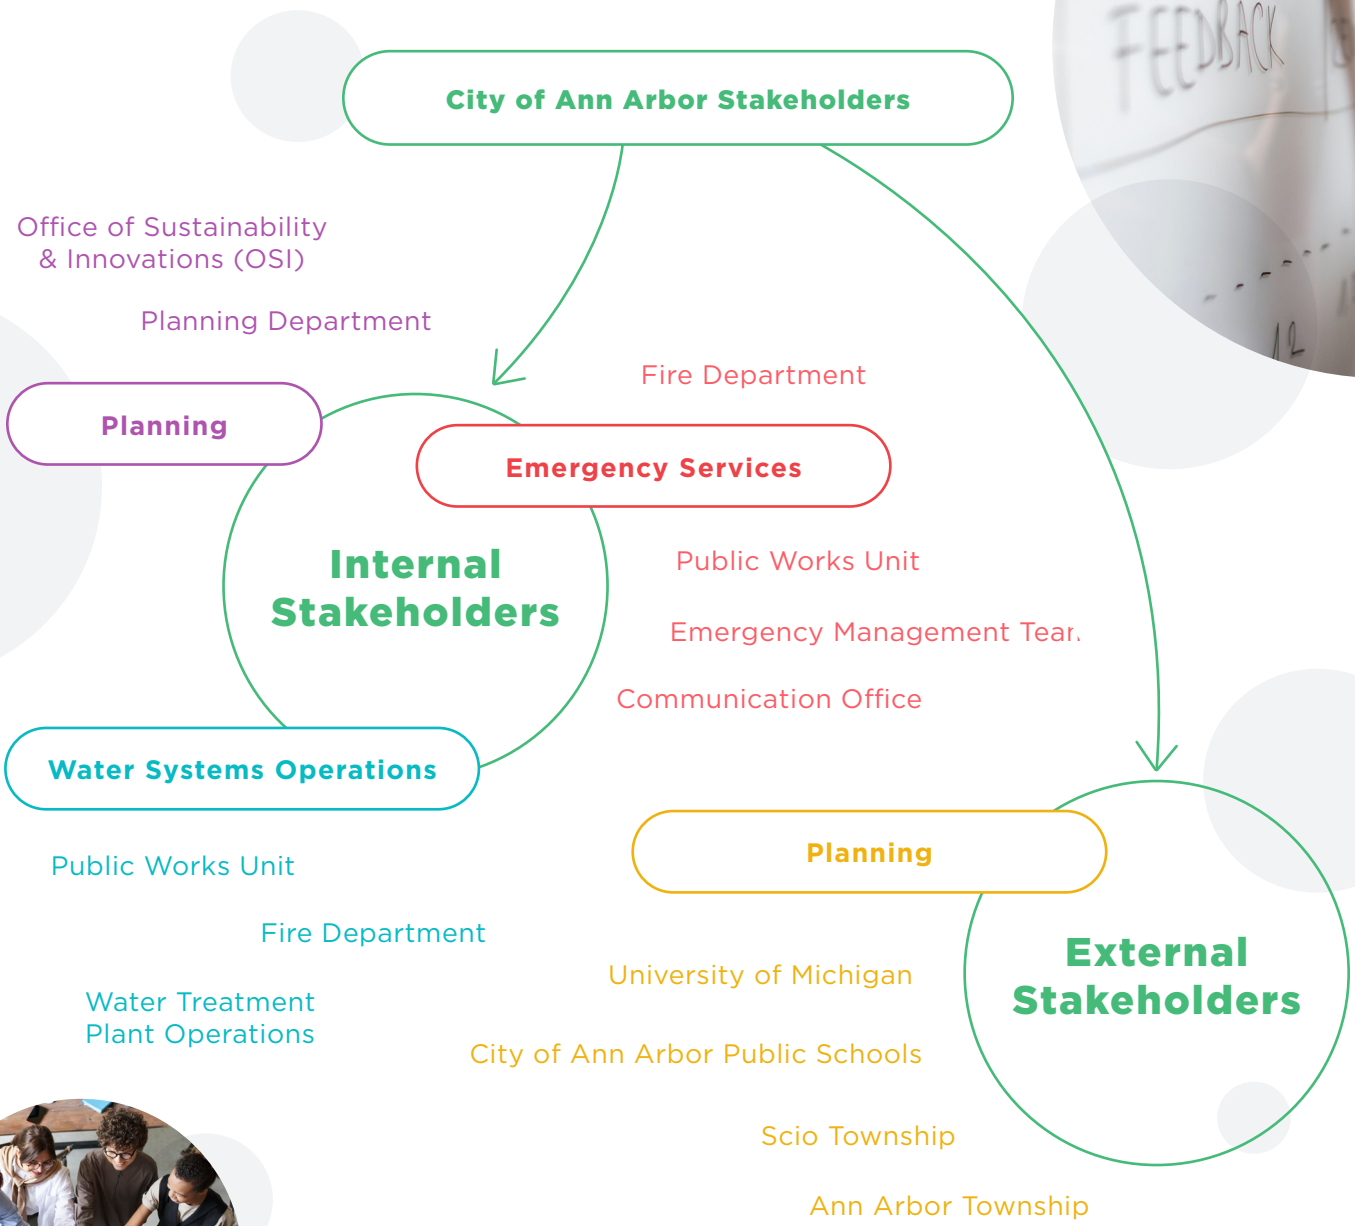 FEEDBACK
City of Ann Arbor Stakeholders
Office of Sustainability
& Innovations (OSI)
Planning Department
Fire Department
Planning
Emergency Services
Internal
Stakeholders
Public Works Unit
Emergency Management
Communication Office
Water Systems Operations
Planning
Public Works Unit
Fire Department
External
Stakeholders
University of Michigan
Water Treatment
Plant Operations
City of Ann Arbor Public Schools
Scio Township
Ann Arbor Township